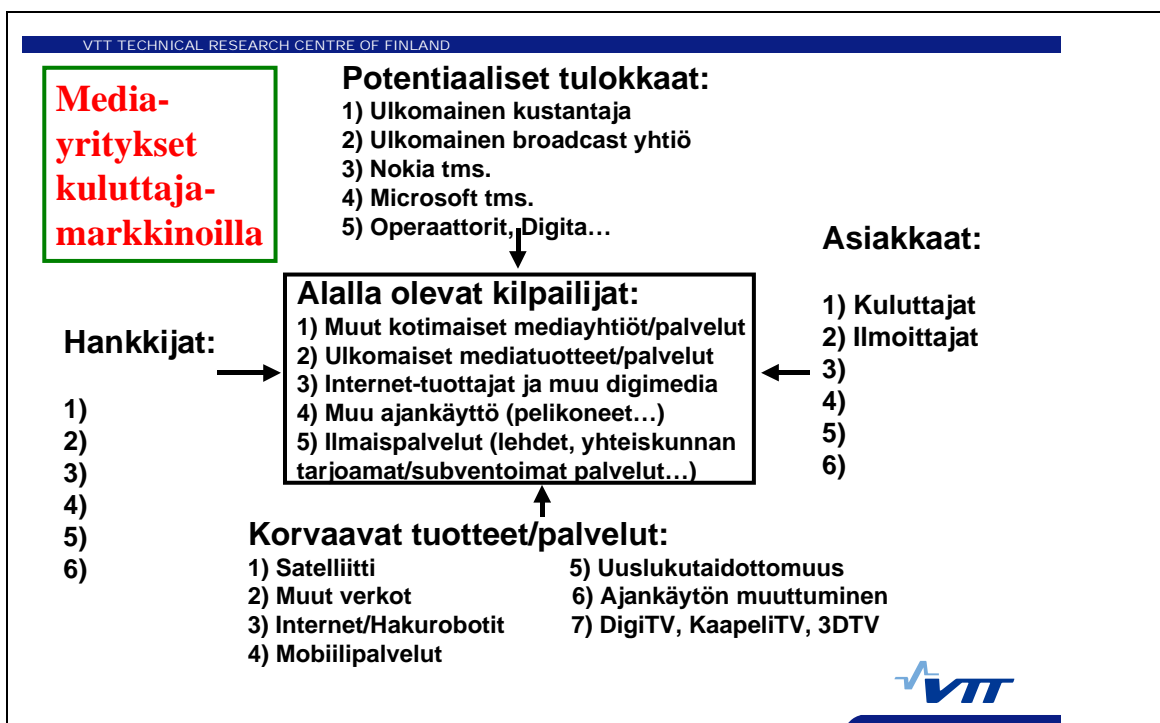 VTT TECHNICAL RESEARCH CENTRE OF FINLAND
Media-
yritykset
kuluttaja-
markkinoilla
Potentiaaliset tulokkaat:
1) Ulkomainen kustantaja
2) Ulkomainen broadcast yhtiö
3) Nokia tms.
4) Microsoft tms.
5) Operaattorit, Digita…
Hankkijat:
1)
2)
3)
4)
5)
6)
Alalla olevat kilpailijat:
1) Muut kotimaiset mediayhtiöt/palvelut
2) Ulkomaiset mediatuotteet/palvelut
3) Internet-tuottajat ja muu digimedia
4) Muu ajankäyttö (pelikoneet…)
5) Ilmaispalvelut (lehdet, yhteiskunnan
tarjoamat/subventoimat palvelut…)
Asiakkaat:
1) Kuluttajat
2) Ilmoittajat
3)
4)
5)
6)
Korvaavat tuotteet/palvelut:
1) Satelliitti
2) Muut verkot
3) Internet/Hakurobotit
4) Mobiilipalvelut
5) Uuslukutaidottomuus
6) Ajankäytön muuttuminen
7) DigiTV, KaapeliTV, 3DTV
VTT